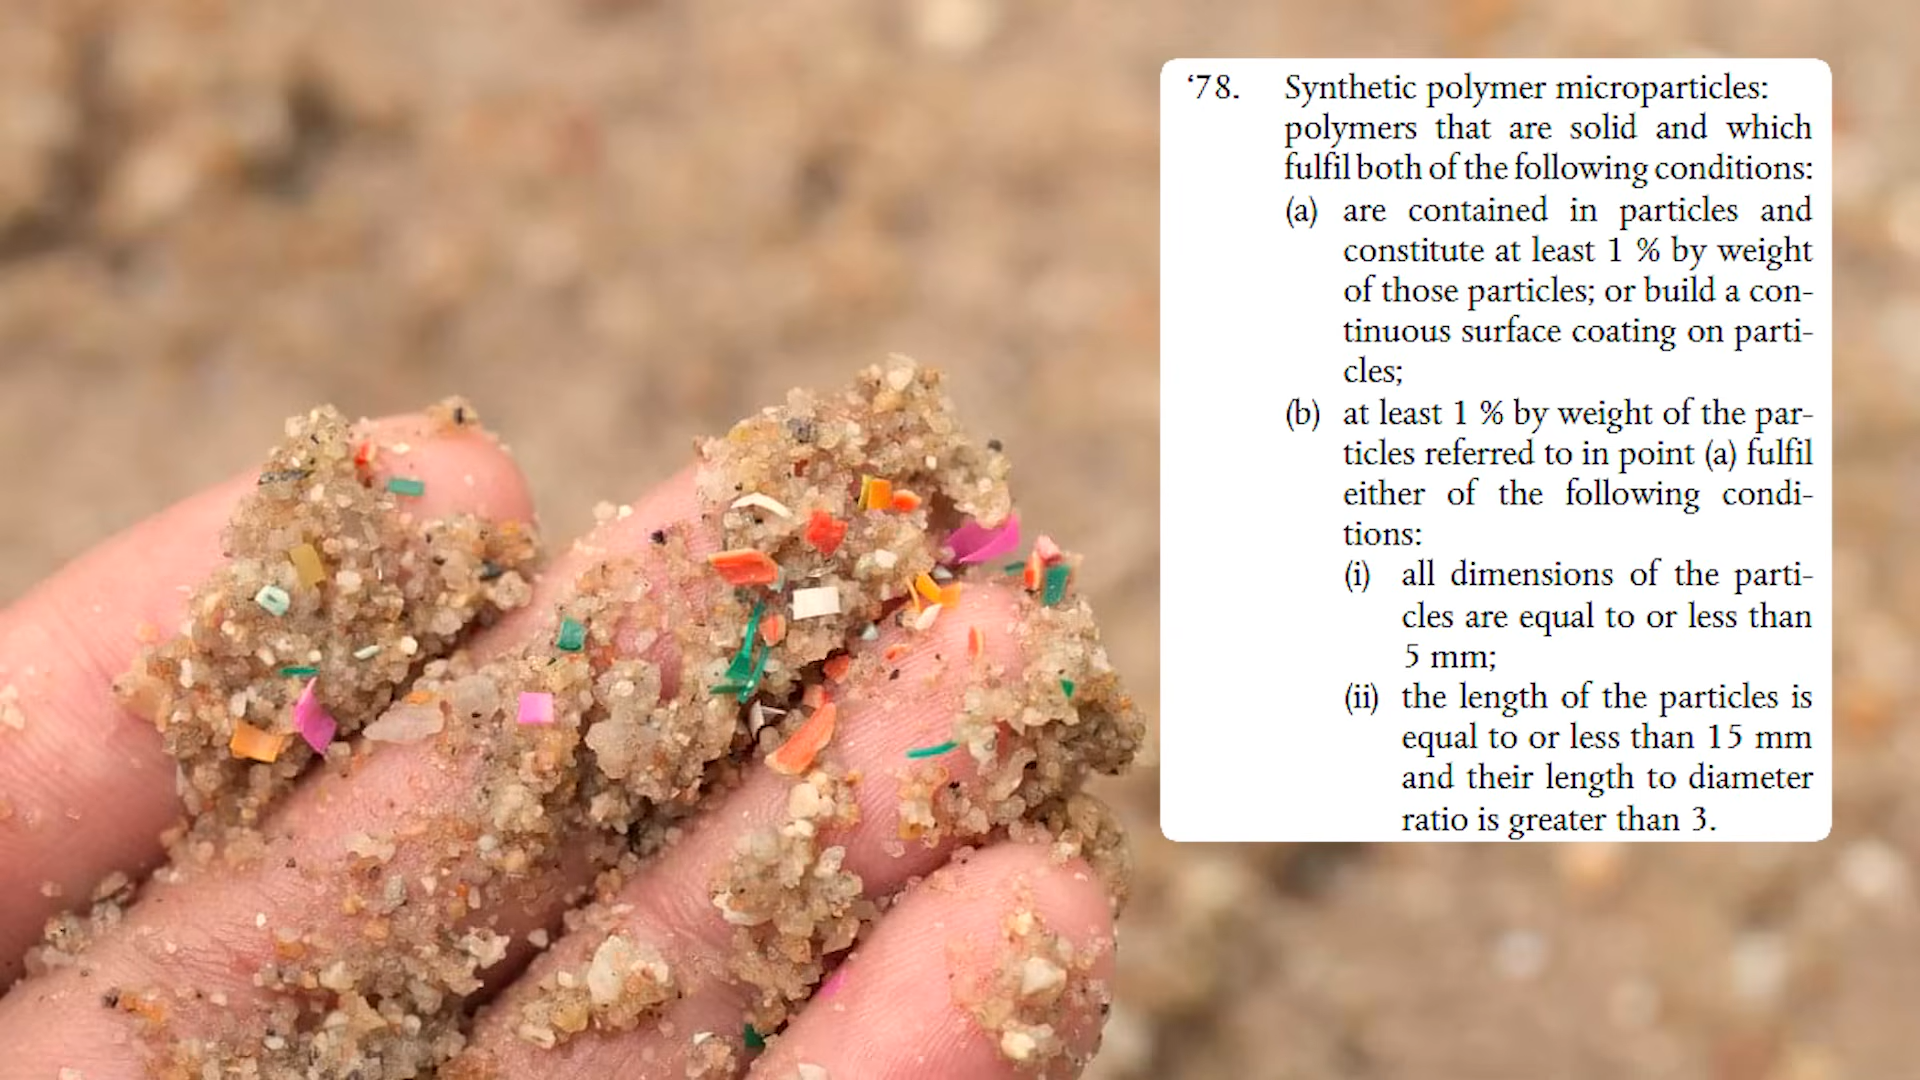 ‘78. Synthetic polymer microparticles:
polymers that are solid and which
fulfil both of the following conditions:
(a) are contained in particles and
constitute at least 1 % by weight
of those particles; or build a con-
tinuous surface coating on parti-
cles;
(b) at least 1 % by weight of the par-
ticles referred to in point (a) fulfil
either of the following condi-
tions:
(i) all dimensions of the parti-
cles are equal to or less than
5 mm;
(ii) the length of the particles is
equal to or less than 15 mm
and their length to diameter
ratio is greater than 3.